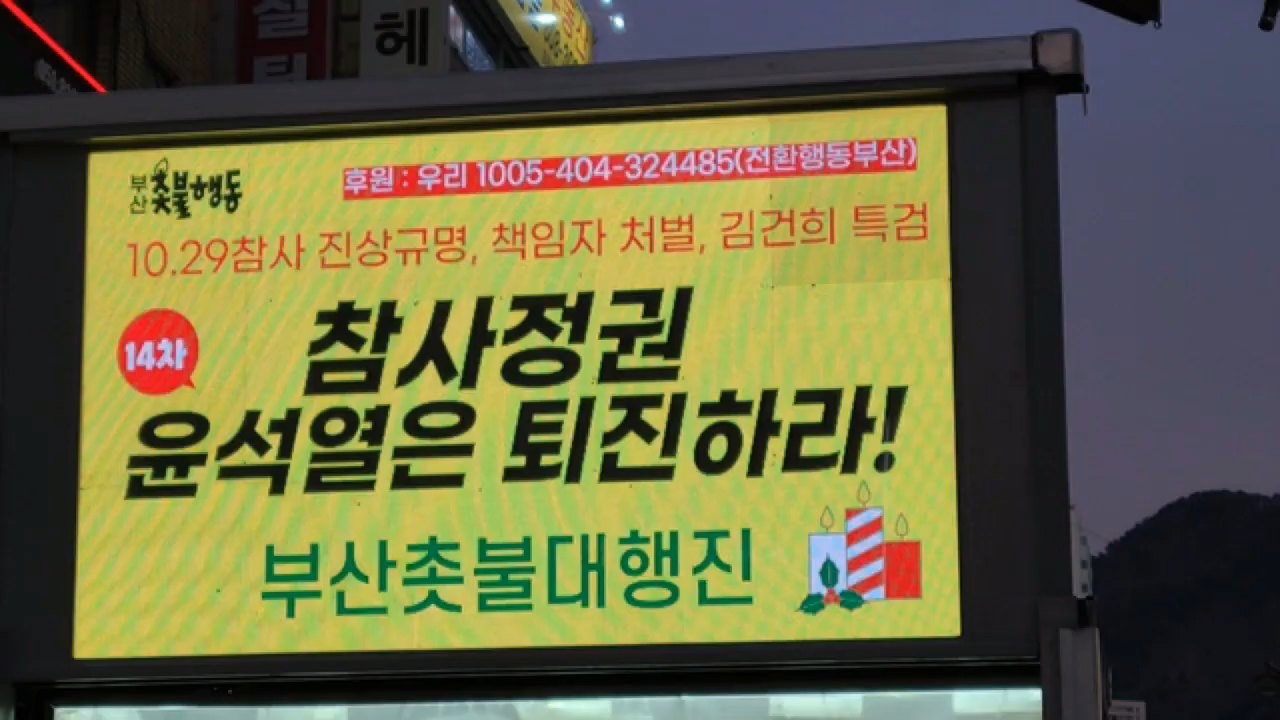 헤
부산 촛불행동
후원 : 우리 1005-404-324485(전환행동부산)
10.29참사 진상규명, 책임자 처벌, 김건희 특검
14차
참사정권
윤석열은 퇴진하라!
부산촛불대행진